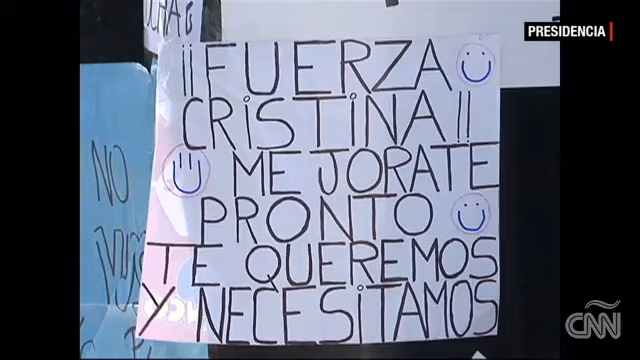 PRESIDENCIA
¡¡FUERZA
CRISTINA!!
MEJORATE
PRONTO
TE QUEREMOS
Y NECESITAMOS
NO
CNN